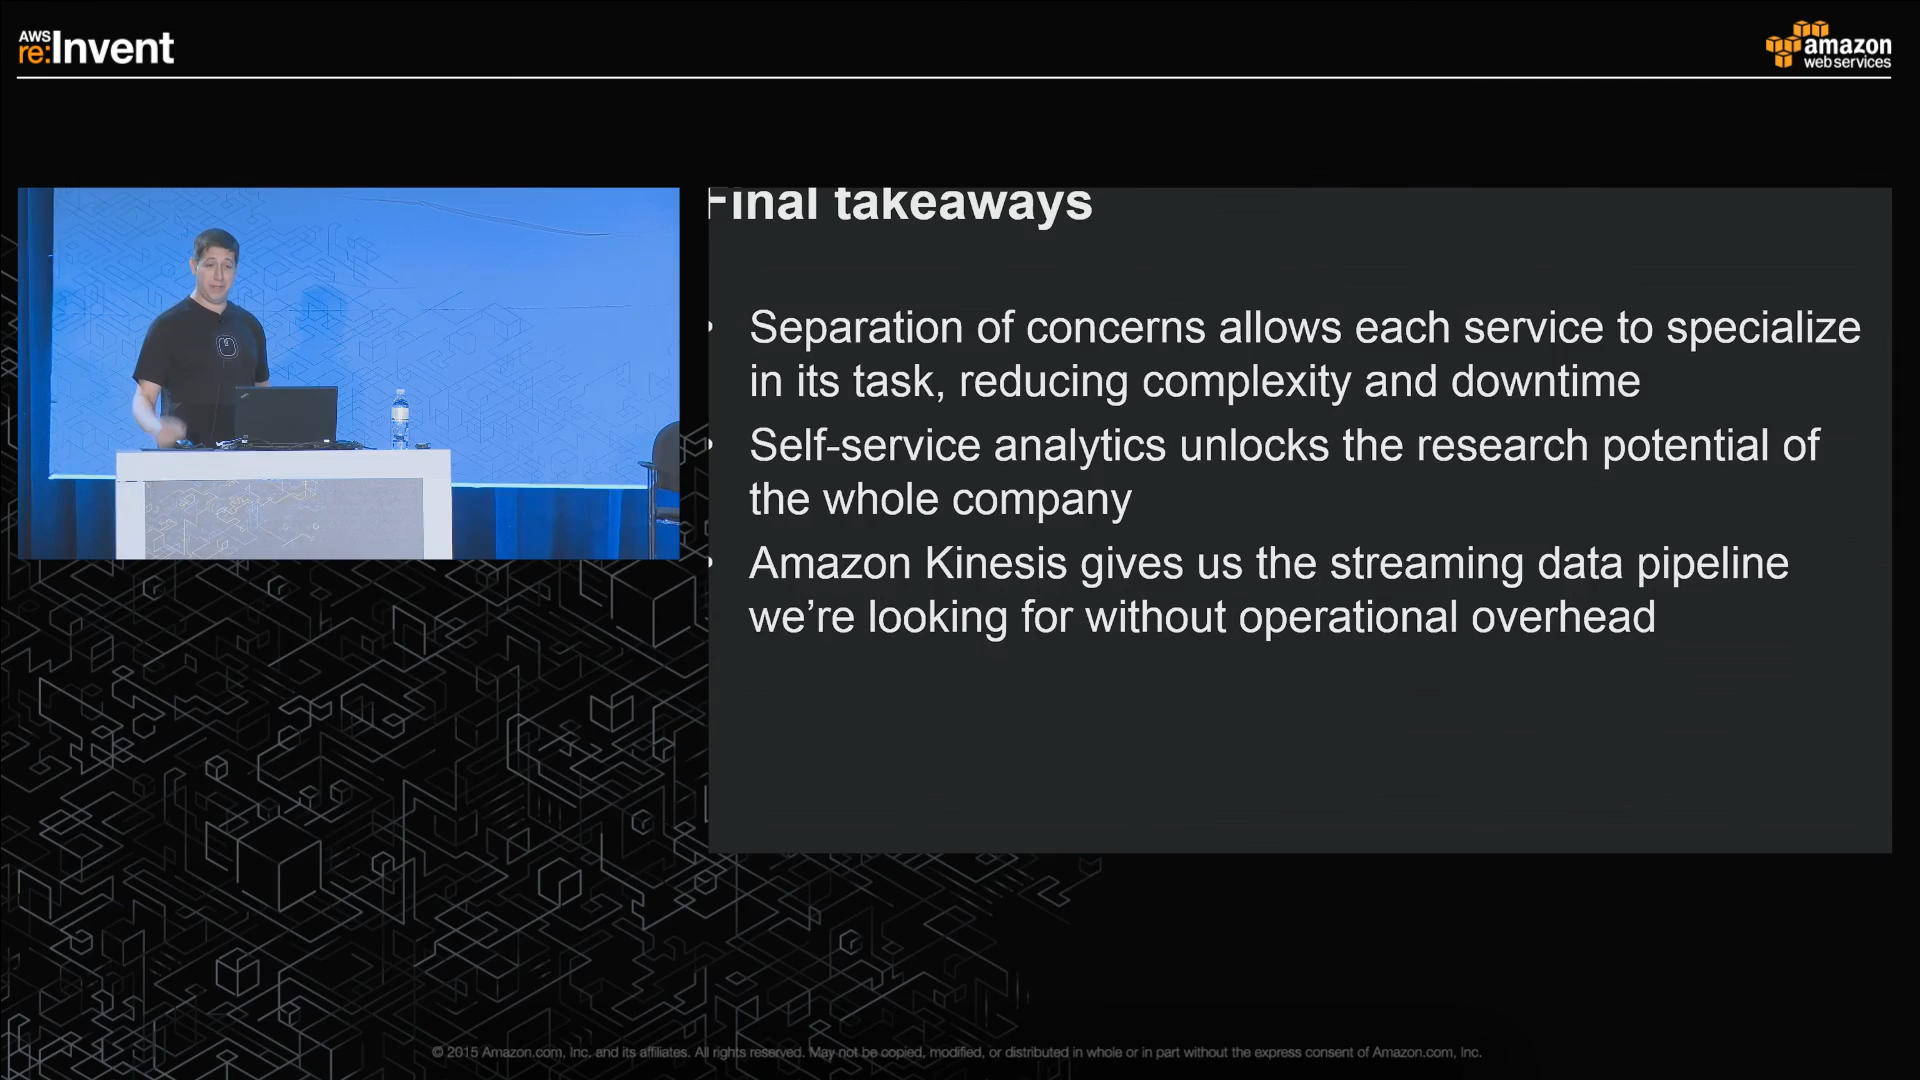 AWS
re:Invent
amazon
web services
Final takeaways
• Separation of concerns allows each service to specialize
in its task, reducing complexity and downtime
• Self-service analytics unlocks the research potential of
the whole company
• Amazon Kinesis gives us the streaming data pipeline
we’re looking for without operational overhead
© 2015 Amazon.com, Inc. and its affiliates. All rights reserved. May not be copied, modified, or distributed in whole or in part without the express consent of Amazon.com, Inc.